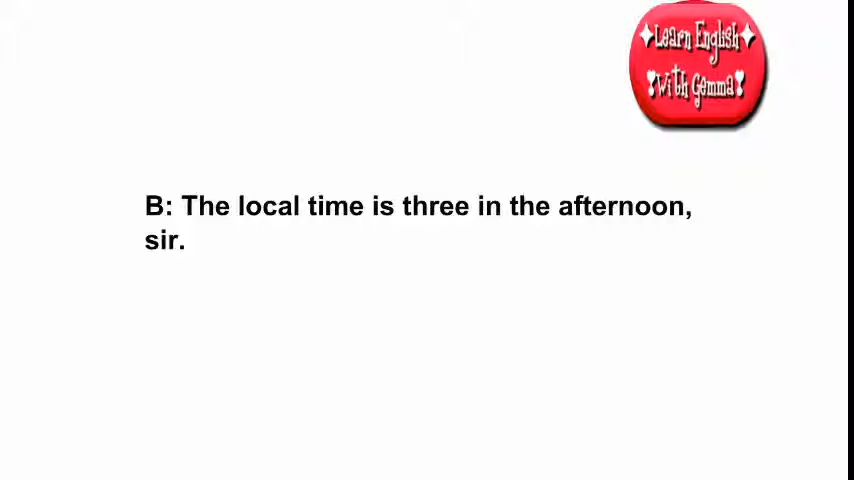 ✦Learn English✦
❣With Gemma❣
B: The local time is three in the afternoon,
sir.